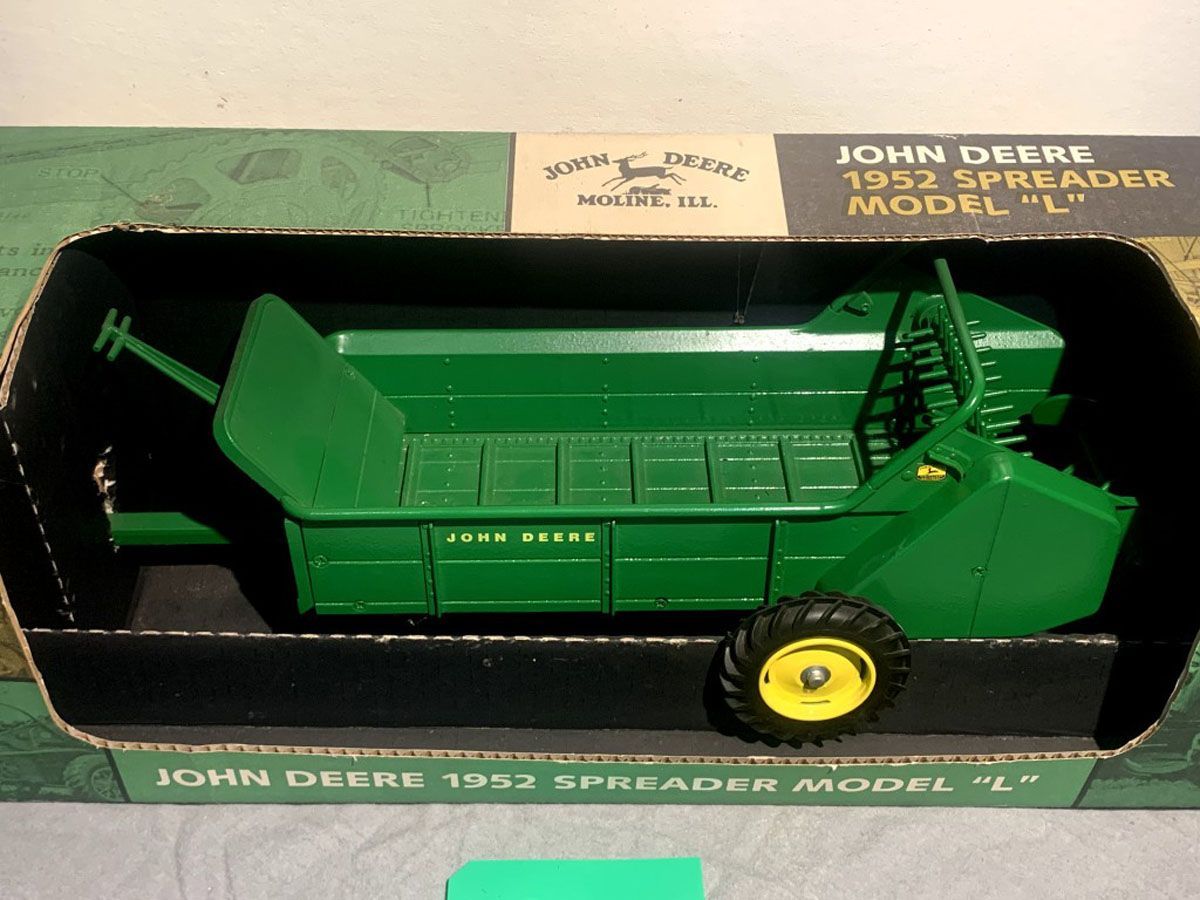 STOP
JOHN DEERE
MOLINE, ILL.
JOHN DEERE
1952 SPREADER
MODEL "L"
JOHN DEERE
JOHN DEERE 1952 SPREADER MODEL "L"